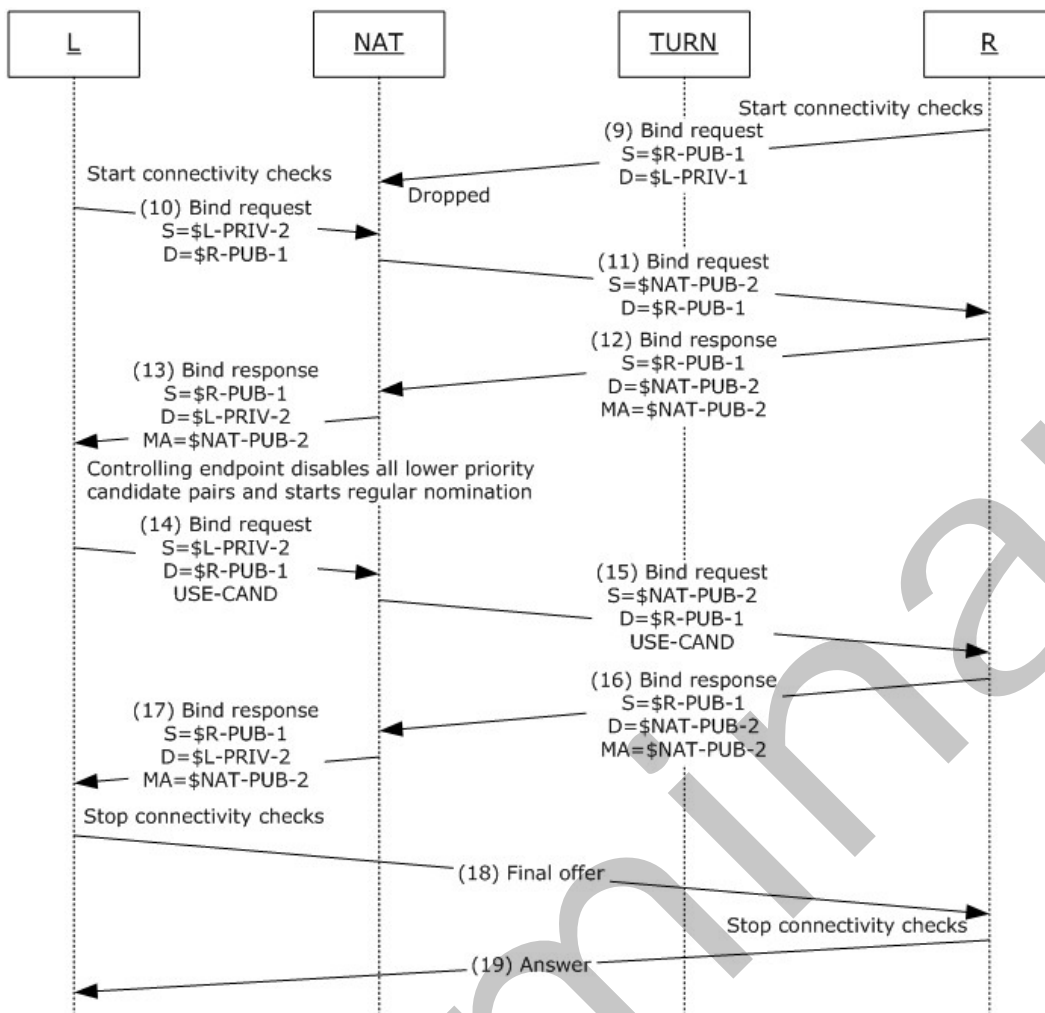 L
NAT
TURN
R
Start connectivity checks
(9) Bind request
S=$R-PUB-1
D=$L-PRIV-1
Dropped
Start connectivity checks
(10) Bind request
S=$L-PRIV-2
D=$R-PUB-1
(11) Bind request
S=$NAT-PUB-2
D=$R-PUB-1
(12) Bind response
S=$R-PUB-1
D=$NAT-PUB-2
MA=$NAT-PUB-2
(13) Bind response
S=$R-PUB-1
D=$L-PRIV-2
MA=$NAT-PUB-2
Controlling endpoint disables all lower priority
candidate pairs and starts regular nomination
(14) Bind request
S=$L-PRIV-2
D=$R-PUB-1
USE-CAND
(15) Bind request
S=$NAT-PUB-2
D=$R-PUB-1
USE-CAND
(16) Bind response
S=$R-PUB-1
D=$NAT-PUB-2
MA=$NAT-PUB-2
(17) Bind response
S=$R-PUB-1
D=$L-PRIV-2
MA=$NAT-PUB-2
Stop connectivity checks
(18) Final offer
Stop connectivity checks
(19) Answer